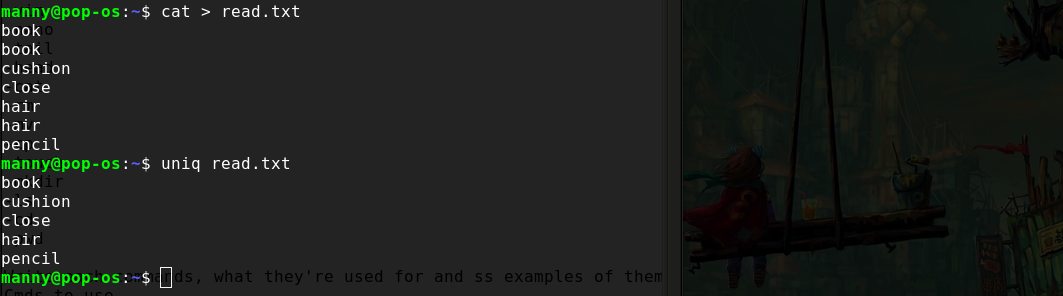 manny@pop-os:~$ cat > read.txt
book
book
cushion
close
hair
hair
pencil
manny@pop-os:~$ uniq read.txt
book
cushion
close
hair
pencil
manny@pop-os:~$
ds, what they're used for and ss examples of them
Cmds to use